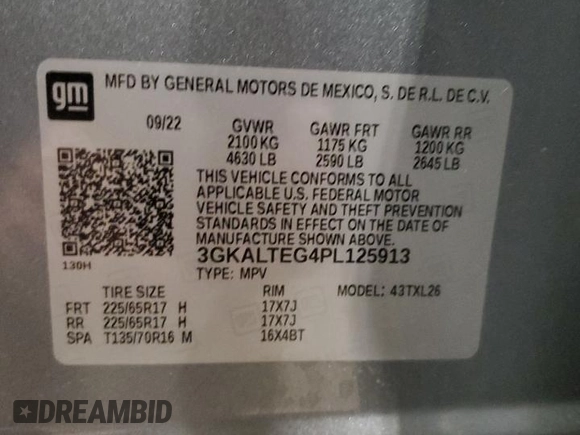 gm
MFD BY GENERAL MOTORS DE MEXICO, S. DE R.L. DE C.V.
09/22 GVWR GAWR FRT GAWR RR
2100 KG 1175 KG 1200 KG
4630 LB 2590 LB 2645 LB
THIS VEHICLE CONFORMS TO ALL
APPLICABLE U.S. FEDERAL MOTOR
VEHICLE SAFETY AND THEFT PREVENTION
STANDARDS IN EFFECT ON THE DATE OF
MANUFACTURE SHOWN ABOVE.
130H 3GKALTEG4PL125913
TYPE: MPV
TIRE SIZE RIM MODEL: 43TXL26
FRT 225/65R17 H 17X7J
RR 225/65R17 H 17X7J
SPA T135/70R16 M 16X4BT
DREAMBID